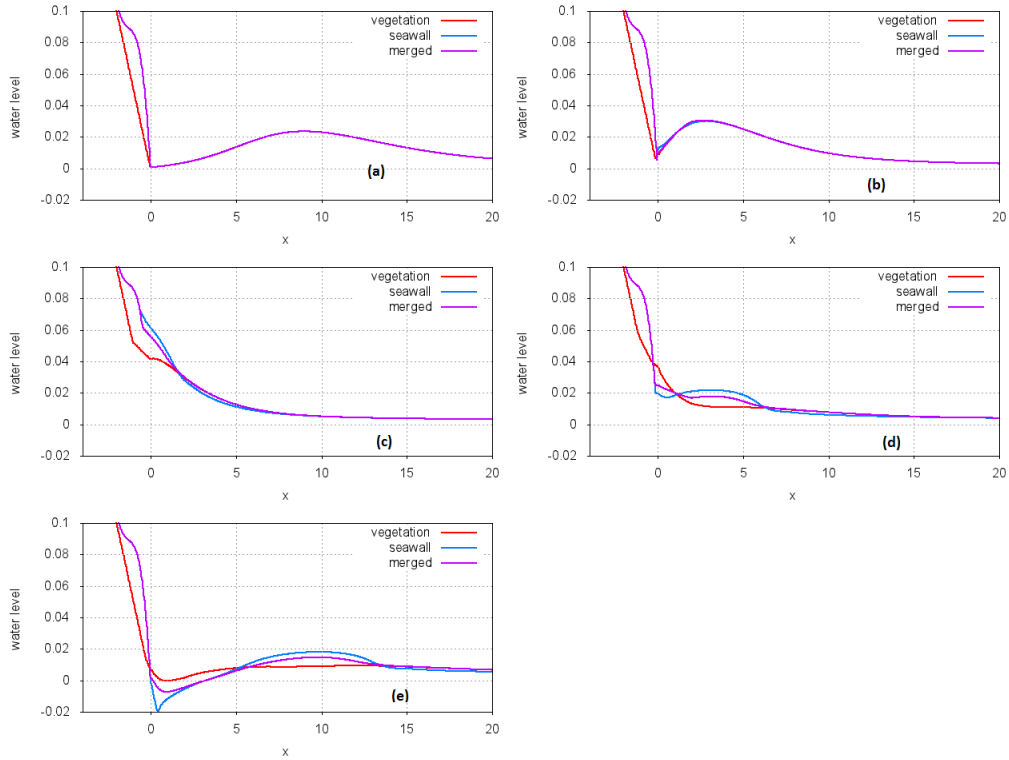 vegetation
seawall
merged
0.1
0.08
0.06
0.04
0.02
0
-0.02
water level
0 5 10 15 20
x
(a)
vegetation
seawall
merged
0.1
0.08
0.06
0.04
0.02
0
-0.02
water level
0 5 10 15 20
x
(b)
vegetation
seawall
merged
0.1
0.08
0.06
0.04
0.02
0
-0.02
water level
0 5 10 15 20
x
(c)
vegetation
seawall
merged
0.1
0.08
0.06
0.04
0.02
0
-0.02
water level
0 5 10 15 20
x
(d)
vegetation
seawall
merged
0.1
0.08
0.06
0.04
0.02
0
-0.02
water level
0 5 10 15 20
x
(e)